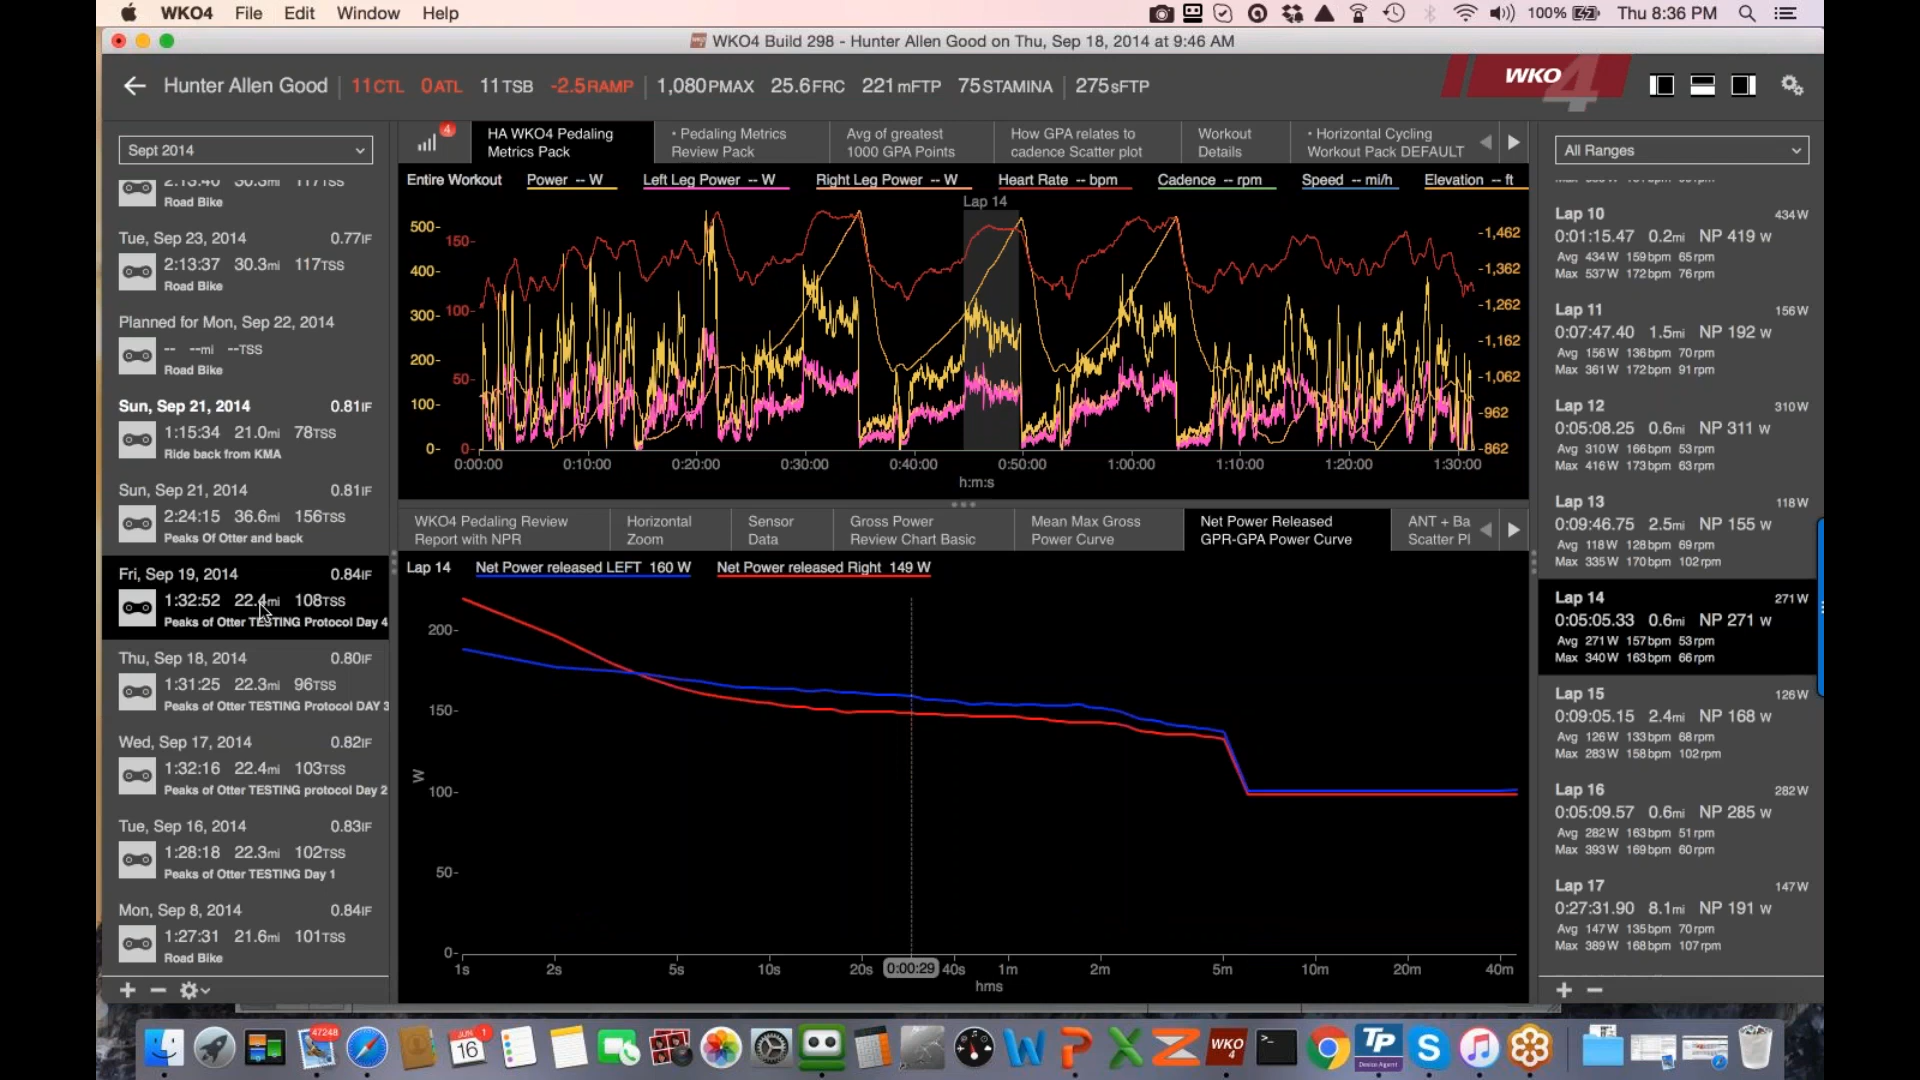 WKO4 File Edit Window Help
100% Thu 8:36 PM
WKO4 Build 298 - Hunter Allen Good on Thu, Sep 18, 2014 at 9:46 AM
Hunter Allen Good 11CTL 0ATL 11TSB -2.5RAMP 1,080PMAX 25.6FRC 221mFTP 75STAMINA 275sFTP
WKO 4
Sept 2014
Road Bike
Tue, Sep 23, 2014 0.77IF
2:13:37 30.3mi 117TSS
Road Bike
Planned for Mon, Sep 22, 2014
-- --mi --TSS
Road Bike
Sun, Sep 21, 2014 0.81IF
1:15:34 21.0mi 78TSS
Ride back from KMA
Sun, Sep 21, 2014 0.81IF
2:24:15 36.6mi 156TSS
Peaks Of Otter and back
Fri, Sep 19, 2014 0.84IF
1:32:52 22.4mi 108TSS
Peaks of Otter TESTING Protocol Day 4
Thu, Sep 18, 2014 0.80IF
1:31:25 22.3mi 96TSS
Peaks of Otter TESTING Protocol DAY 3
Wed, Sep 17, 2014 0.82IF
1:32:16 22.4mi 103TSS
Peaks of Otter TESTING protocol Day 2
Tue, Sep 16, 2014 0.83IF
1:28:18 22.3mi 102TSS
Peaks of Otter TESTING Day 1
Mon, Sep 8, 2014 0.84IF
1:27:31 21.6mi 101TSS
Road Bike
4
HA WKO4 Pedaling
Metrics Pack
• Pedaling Metrics
Review Pack
Avg of greatest
1000 GPA Points
How GPA relates to
cadence Scatter plot
Workout
Details
• Horizontal Cycling
Workout Pack DEFAULT
Entire Workout Power -- W Left Leg Power -- W Right Leg Power -- W Heart Rate -- bpm Cadence -- rpm Speed -- mi/h Elevation -- ft
Lap 14
500-
400-
300-
200-
100-
0-
150-
100-
50-
0-
-1,462
-1,362
-1,262
-1,162
-1,062
-962
-862
0:00:00 0:10:00 0:20:00 0:30:00 0:40:00 0:50:00 1:00:00 1:10:00 1:20:00 1:30:00
h:m:s
WKO4 Pedaling Review
Report with NPR
Horizontal
Zoom
Sensor
Data
Gross Power
Review Chart Basic
Mean Max Gross
Power Curve
Net Power Released
GPR-GPA Power Curve
ANT + Ba
Scatter Pl
Lap 14 Net Power released LEFT 160 W Net Power released Right 149 W
200-
150-
W
100-
50-
0-
1s 2s 5s 10s 20s 0:00:29 40s 1m 2m 5m 10m 20m 40m
hms
All Ranges
Lap 10 434W
0:01:15.47 0.2mi NP 419 W
Avg 434W 159bpm 65rpm
Max 537W 172bpm 76rpm
Lap 11 156W
0:07:47.40 1.5mi NP 192 W
Avg 156W 136bpm 70rpm
Max 361W 172bpm 91rpm
Lap 12 310W
0:05:08.25 0.6mi NP 311 W
Avg 310W 166bpm 53rpm
Max 416W 173bpm 63rpm
Lap 13 118W
0:09:46.75 2.5mi NP 155 W
Avg 118W 128bpm 69rpm
Max 335W 170bpm 102rpm
Lap 14 271W
0:05:05.33 0.6mi NP 271 W
Avg 271W 157bpm 53rpm
Max 340W 163bpm 66rpm
Lap 15 126W
0:09:05.15 2.4mi NP 168 W
Avg 126W 133bpm 68rpm
Max 283W 158bpm 102rpm
Lap 16 282W
0:05:09.57 0.6mi NP 285 W
Avg 282W 163bpm 51rpm
Max 393W 169bpm 60rpm
Lap 17 147W
0:27:31.90 8.1mi NP 191 W
Avg 147W 135bpm 70rpm
Max 389W 168bpm 107rpm
47248
JUN 1
16
WKO
4
TP
Device Agent